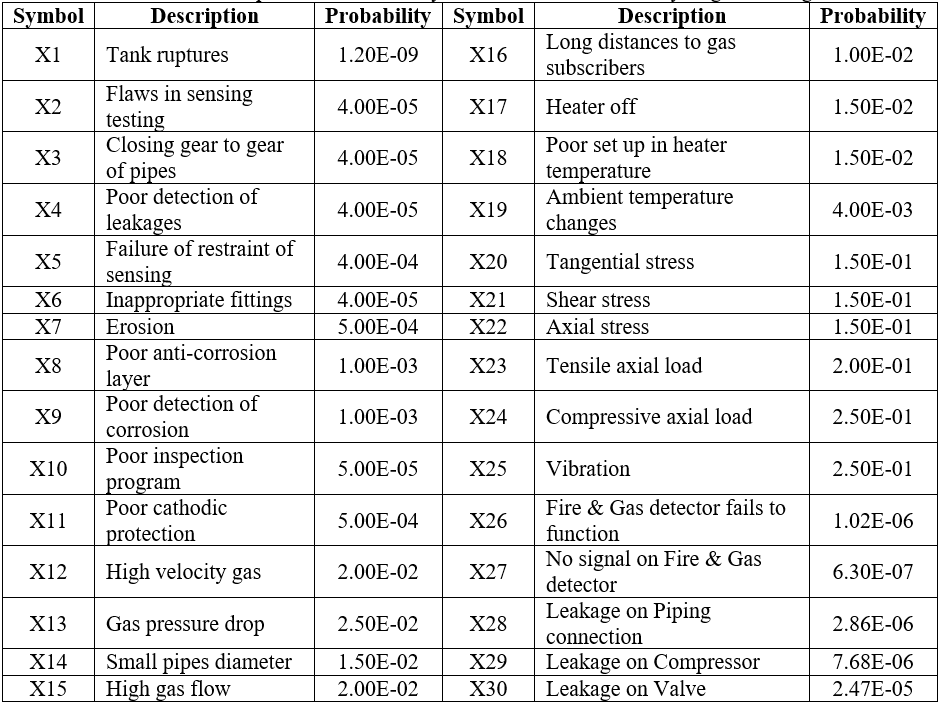 Symbol Description Probability Symbol Description Probability
X1 Tank ruptures 1.20E-09 X16 Long distances to gas
subscribers 1.00E-02
X2 Flaws in sensing
testing 4.00E-05 X17 Heater off 1.50E-02
X3 Closing gear to gear
of pipes 4.00E-05 X18 Poor set up in heater
temperature 1.50E-02
X4 Poor detection of
leakages 4.00E-05 X19 Ambient temperature
changes 4.00E-03
X5 Failure of restraint of
sensing 4.00E-04 X20 Tangential stress 1.50E-01
X6 Inappropriate fittings 4.00E-05 X21 Shear stress 1.50E-01
X7 Erosion 5.00E-04 X22 Axial stress 1.50E-01
X8 Poor anti-corrosion
layer 1.00E-03 X23 Tensile axial load 2.00E-01
X9 Poor detection of
corrosion 1.00E-03 X24 Compressive axial load 2.50E-01
X10 Poor inspection
program 5.00E-05 X25 Vibration 2.50E-01
X11 Poor cathodic
protection 5.00E-04 X26 Fire & Gas detector fails to
function 1.02E-06
X12 High velocity gas 2.00E-02 X27 No signal on Fire & Gas
detector 6.30E-07
X13 Gas pressure drop 2.50E-02 X28 Leakage on Piping
connection 2.86E-06
X14 Small pipes diameter 1.50E-02 X29 Leakage on Compressor 7.68E-06
X15 High gas flow 2.00E-02 X30 Leakage on Valve 2.47E-05